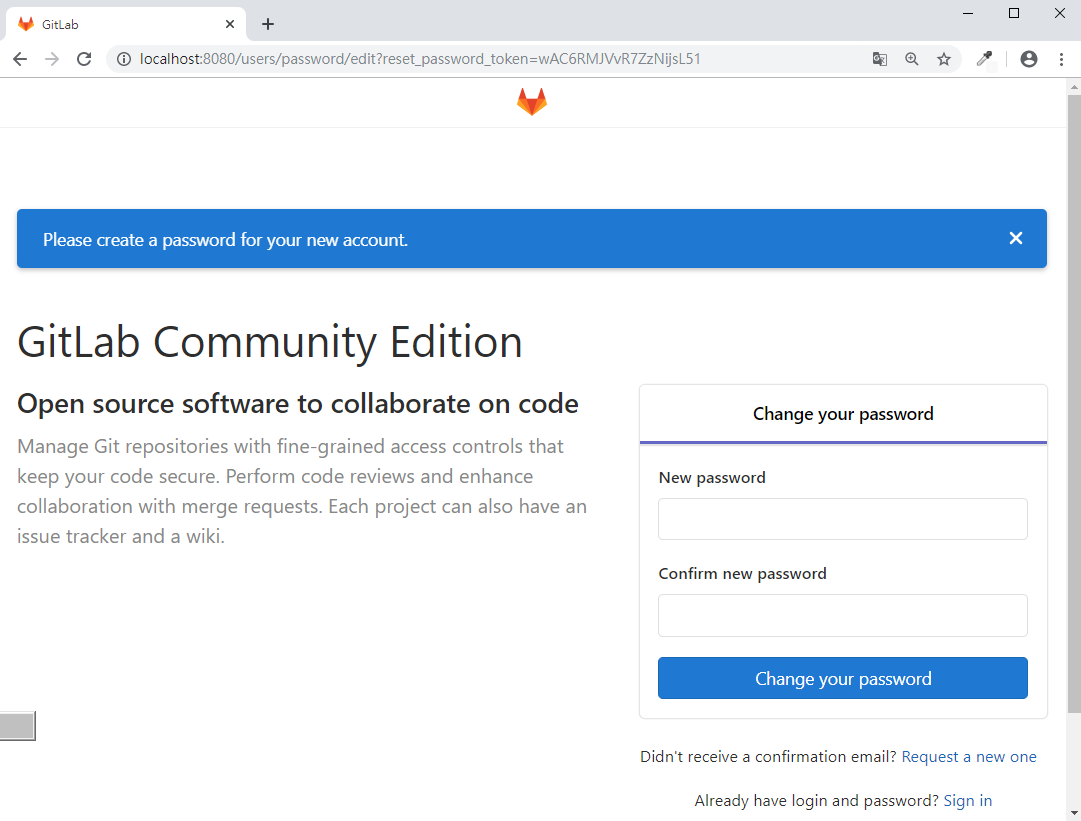 GitLab
localhost:8080/users/password/edit?reset_password_token=wAC6RMJVvR7ZzNijsL51
Please create a password for your new account.
GitLab Community Edition
Open source software to collaborate on code
Manage Git repositories with fine-grained access controls that
keep your code secure. Perform code reviews and enhance
collaboration with merge requests. Each project can also have an
issue tracker and a wiki.
Change your password
New password
Confirm new password
Change your password
Didn't receive a confirmation email? Request a new one
Already have login and password? Sign in